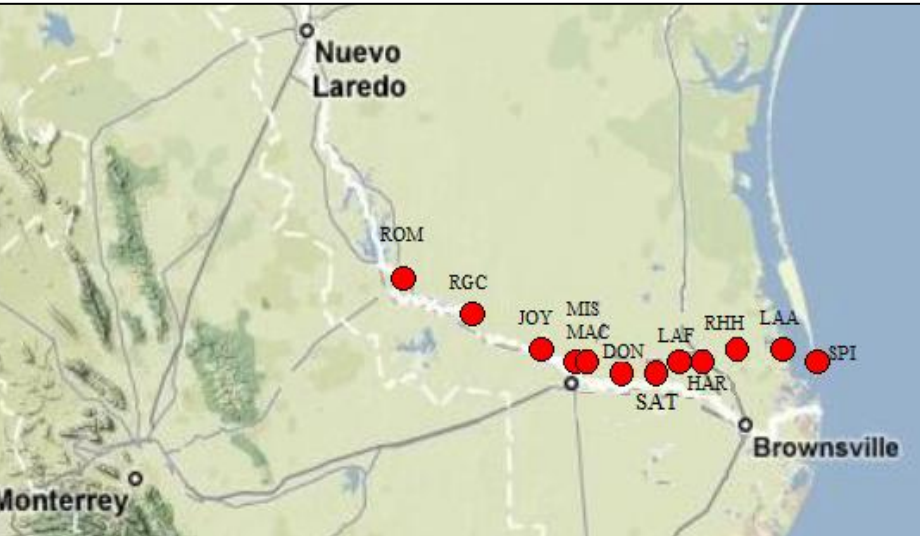 Nuevo
Laredo
ROM
RGC
JOY
MIS
MAC
DON
SAT
LAF
HAR
RHH
LAA
SPI
Brownsville
Monterrey